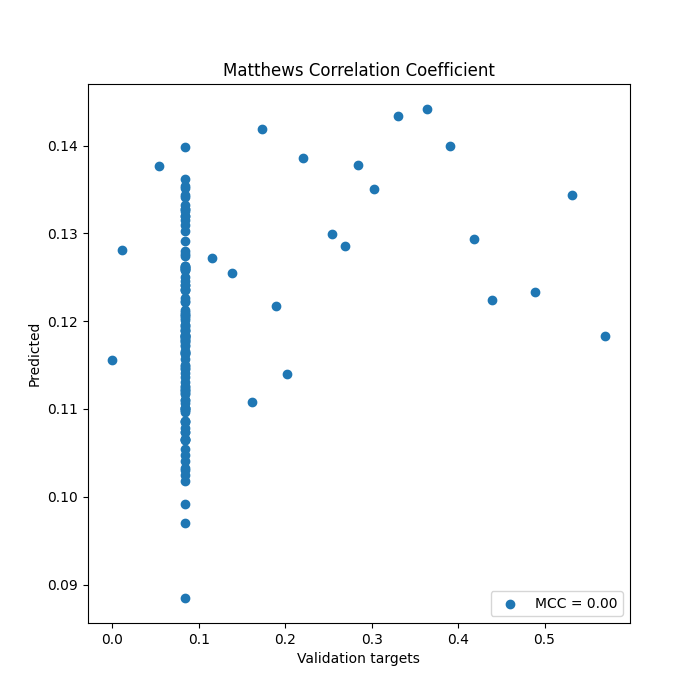 Matthews Correlation Coefficient
Predicted
0.14
0.13
0.12
0.11
0.10
0.09
MCC = 0.00
0.0 0.1 0.2 0.3 0.4 0.5
Validation targets